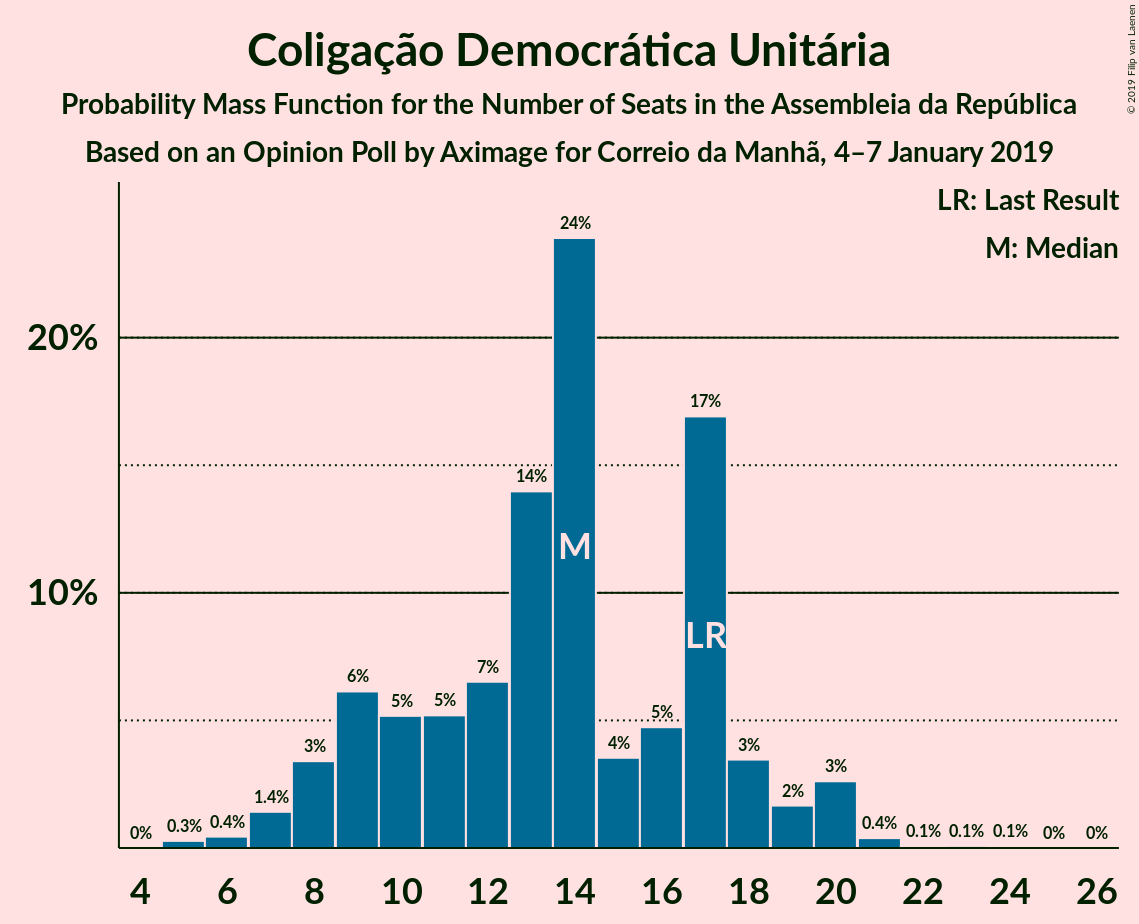 Coligação Democrática Unitária
Probability Mass Function for the Number of Seats in the Assembleia da República
Based on an Opinion Poll by Aximage for Correio da Manhã, 4–7 January 2019
© 2019 Filip van Laenen
LR: Last Result
M: Median
20%
10%
0%
0.3%
0.4%
1.4%
3%
6%
5%
5%
7%
14%
24%
4%
5%
17%
3%
2%
3%
0.4%
0.1%
0.1%
0.1%
0%
0%
M
LR
4 6 8 10 12 14 16 18 20 22 24 26